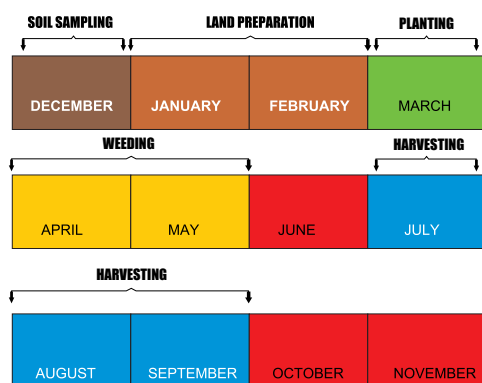 SOIL SAMPLING LAND PREPARATION PLANTING
DECEMBER JANUARY FEBRUARY MARCH
WEEDING HARVESTING
APRIL MAY JUNE JULY
HARVESTING
AUGUST SEPTEMBER OCTOBER NOVEMBER